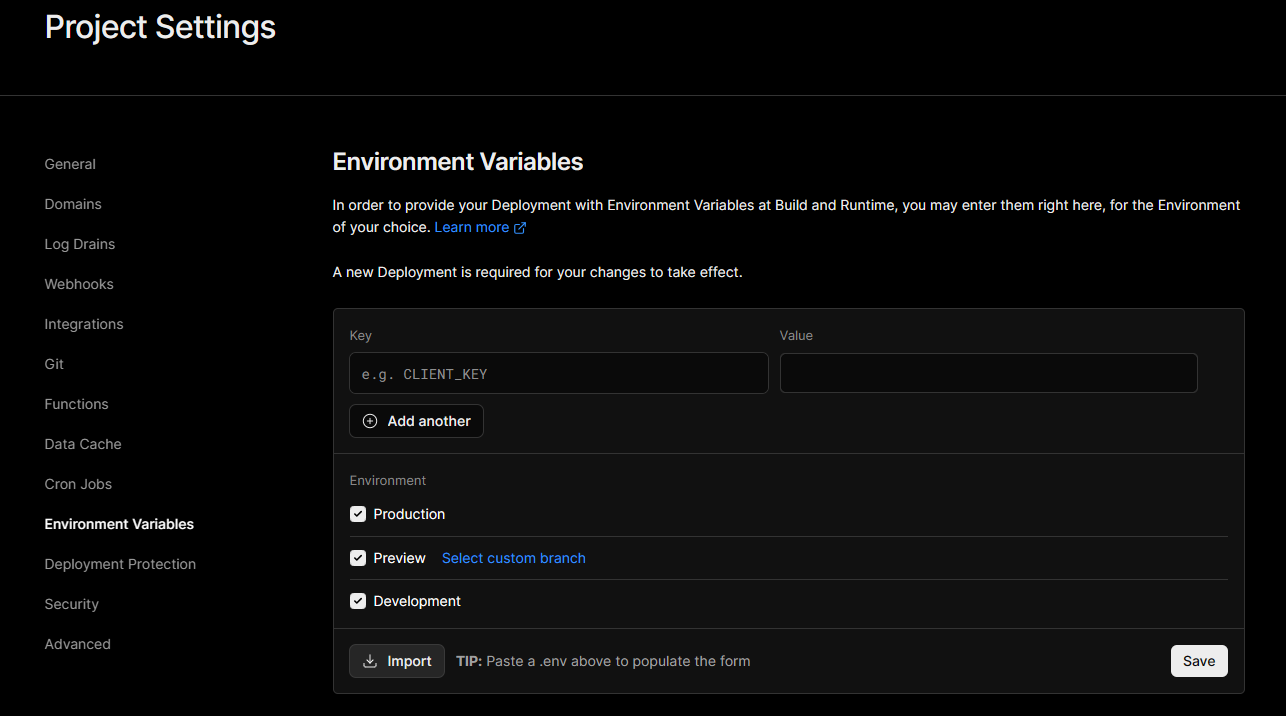 Project Settings
General
Domains
Log Drains
Webhooks
Integrations
Git
Functions
Data Cache
Cron Jobs
Environment Variables
Deployment Protection
Security
Advanced
Environment Variables
In order to provide your Deployment with Environment Variables at Build and Runtime, you may enter them right here, for the Environment
of your choice. Learn more
A new Deployment is required for your changes to take effect.
Key Value
e.g. CLIENT_KEY
Add another
Environment
Production
Preview Select custom branch
Development
Import TIP: Paste a .env above to populate the form Save